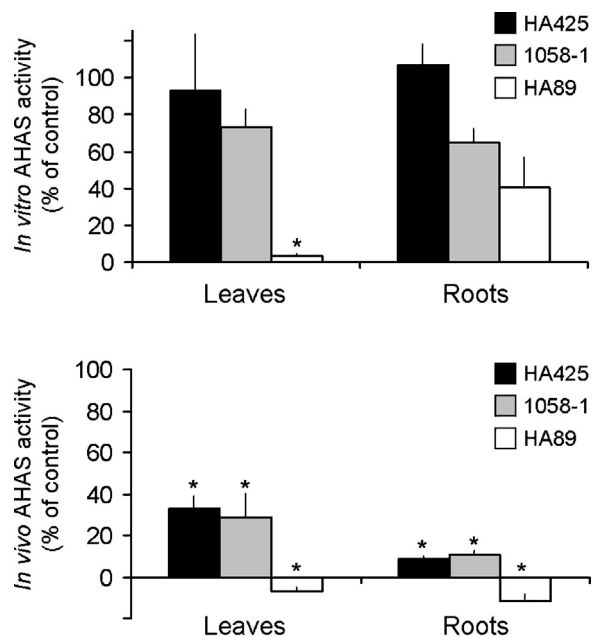 In vitro AHAS activity
(% of control)
100
80
60
40
20
0
HA425
1058-1
HA89
*
Leaves
Roots
In vivo AHAS activity
(% of control)
100
80
60
40
20
0
HA425
1058-1
HA89
* * *
* * *
Leaves
Roots